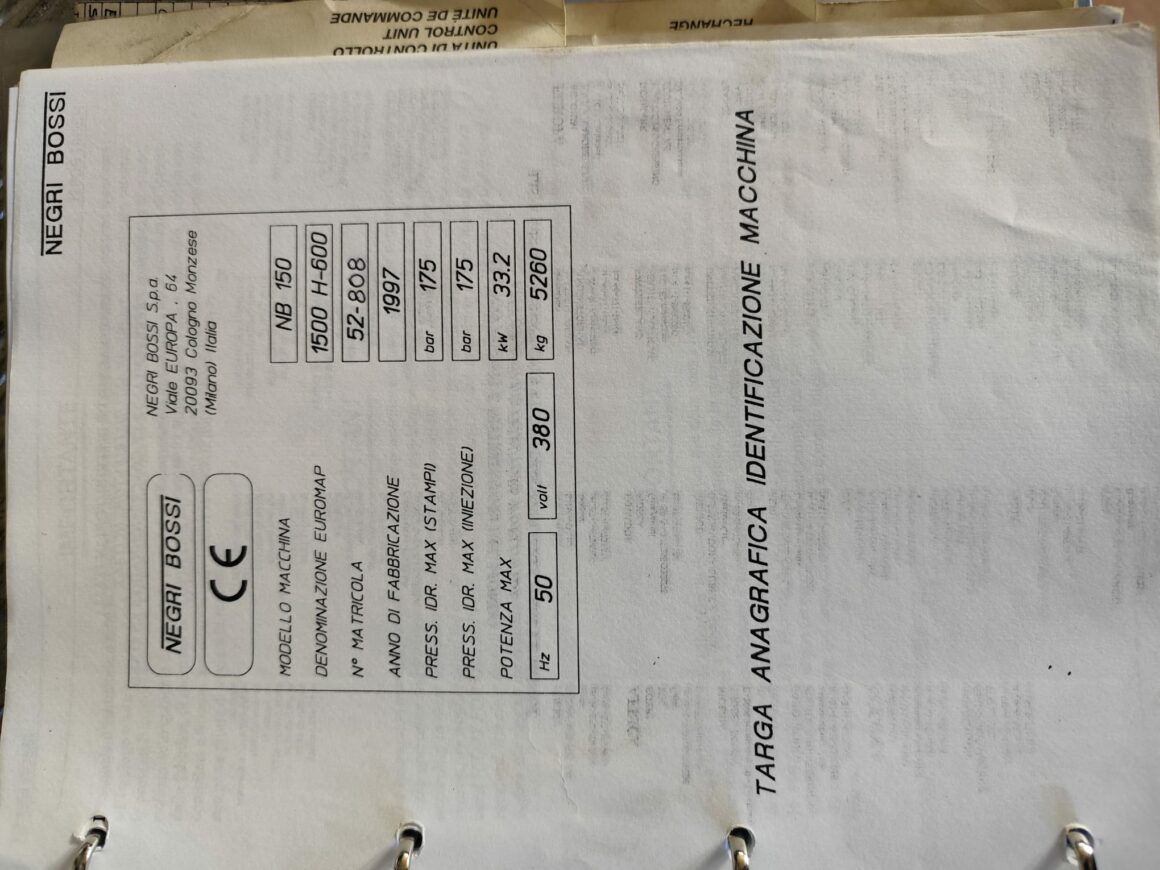 UNITÀ DI CONTROLLO
CONTROL UNIT
UNITÉ DE COMMANDE
RECHANGE
NEGRI BOSSI
NEGRI BOSSI
NEGRI BOSSI S.p.a.
Viale EUROPA . 64
20093 Cologno Monzese
(Milano) Italia
CE
MODELLO MACCHINA NB 150
DENOMINAZIONE EUROMAP 1500 H-600
N° MATRICOLA 52-808
ANNO DI FABBRICAZIONE 1997
PRESS. IDR. MAX (STAMPI) bar 175
PRESS. IDR. MAX (INIEZIONE) bar 175
POTENZA MAX kW 33.2
Hz 50 volt 380 kg 5260
TARGA ANAGRAFICA IDENTIFICAZIONE MACCHINA